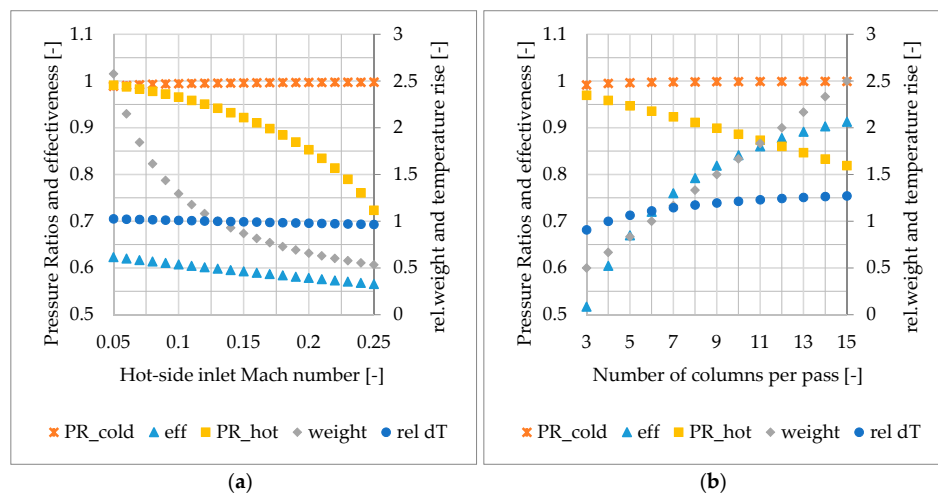 Pressure Ratios and effectiveness [-]
1.1
1
0.9
0.8
0.7
0.6
0.5
3
2.5
2
1.5
1
0.5
0
rel.weight and temperature rise [-]
0.05 0.1 0.15 0.2 0.25
Hot-side inlet Mach number [-]
PR_cold eff PR_hot weight rel dT
(a)
Pressure Ratios and effectiveness [-]
1.1
1
0.9
0.8
0.7
0.6
0.5
3
2.5
2
1.5
1
0.5
0
rel.weight and temperature rise [-]
3 5 7 9 11 13 15
Number of columns per pass [-]
PR_cold eff PR_hot weight rel dT
(b)